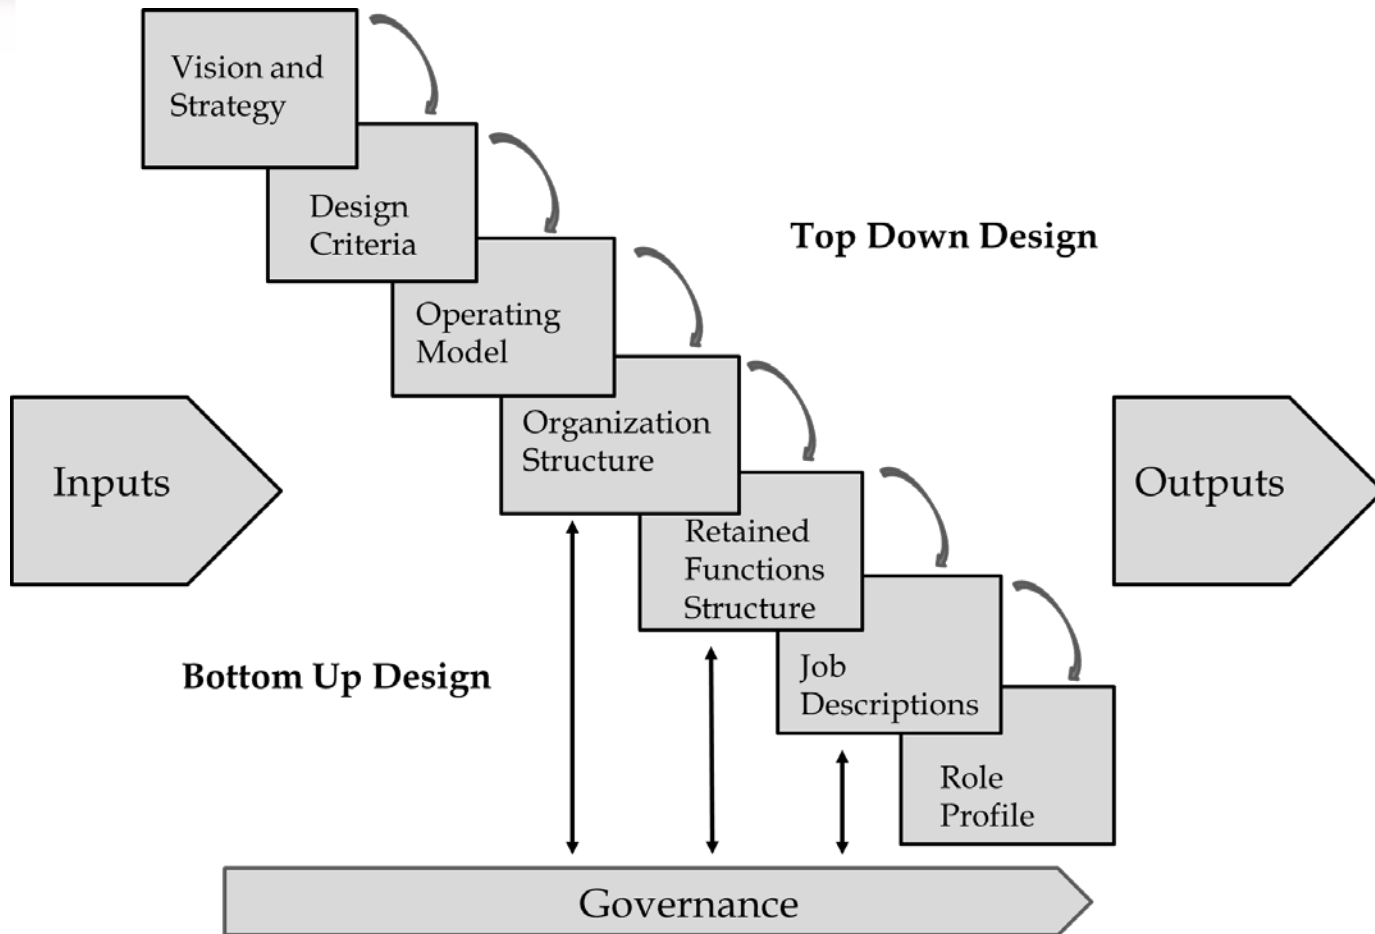 Vision and
Strategy
Design
Criteria
Top Down Design
Operating
Model
Organization
Structure
Inputs
Outputs
Retained
Functions
Structure
Bottom Up Design
Job
Descriptions
Role
Profile
Governance